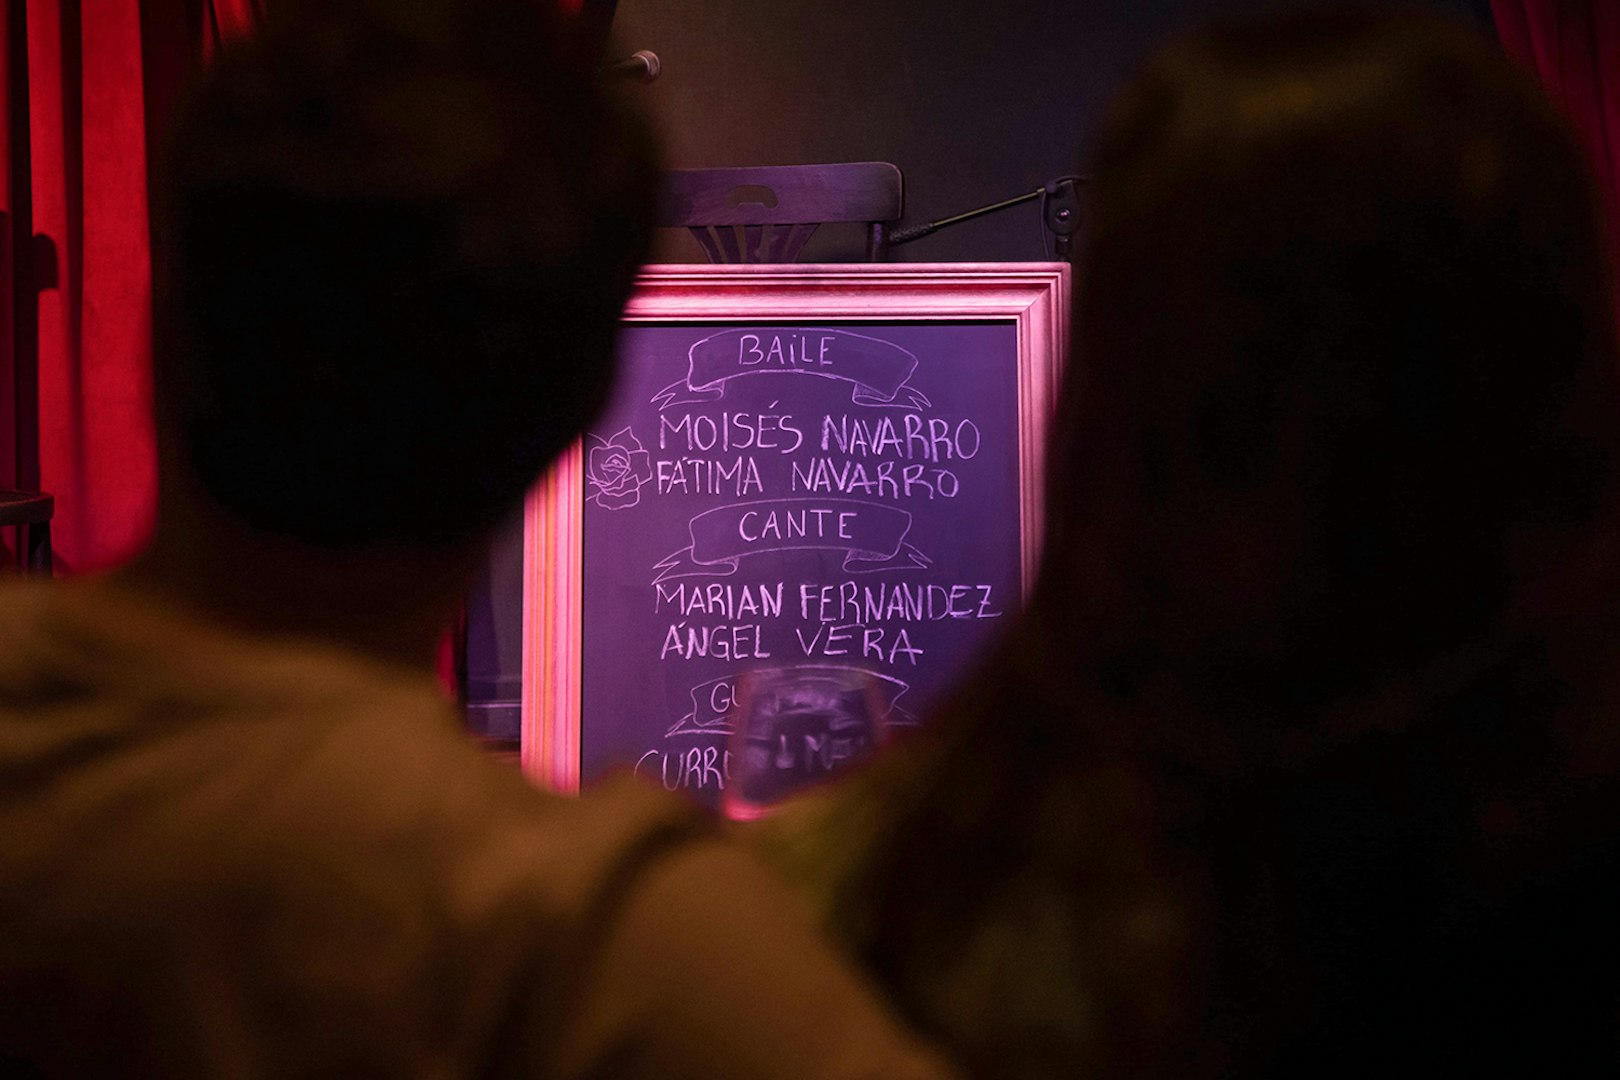 BAILE
MOISÉS NAVARRO
FÁTIMA NAVARRO
CANTE
MARIAN FERNANDEZ
ÁNGEL VERA